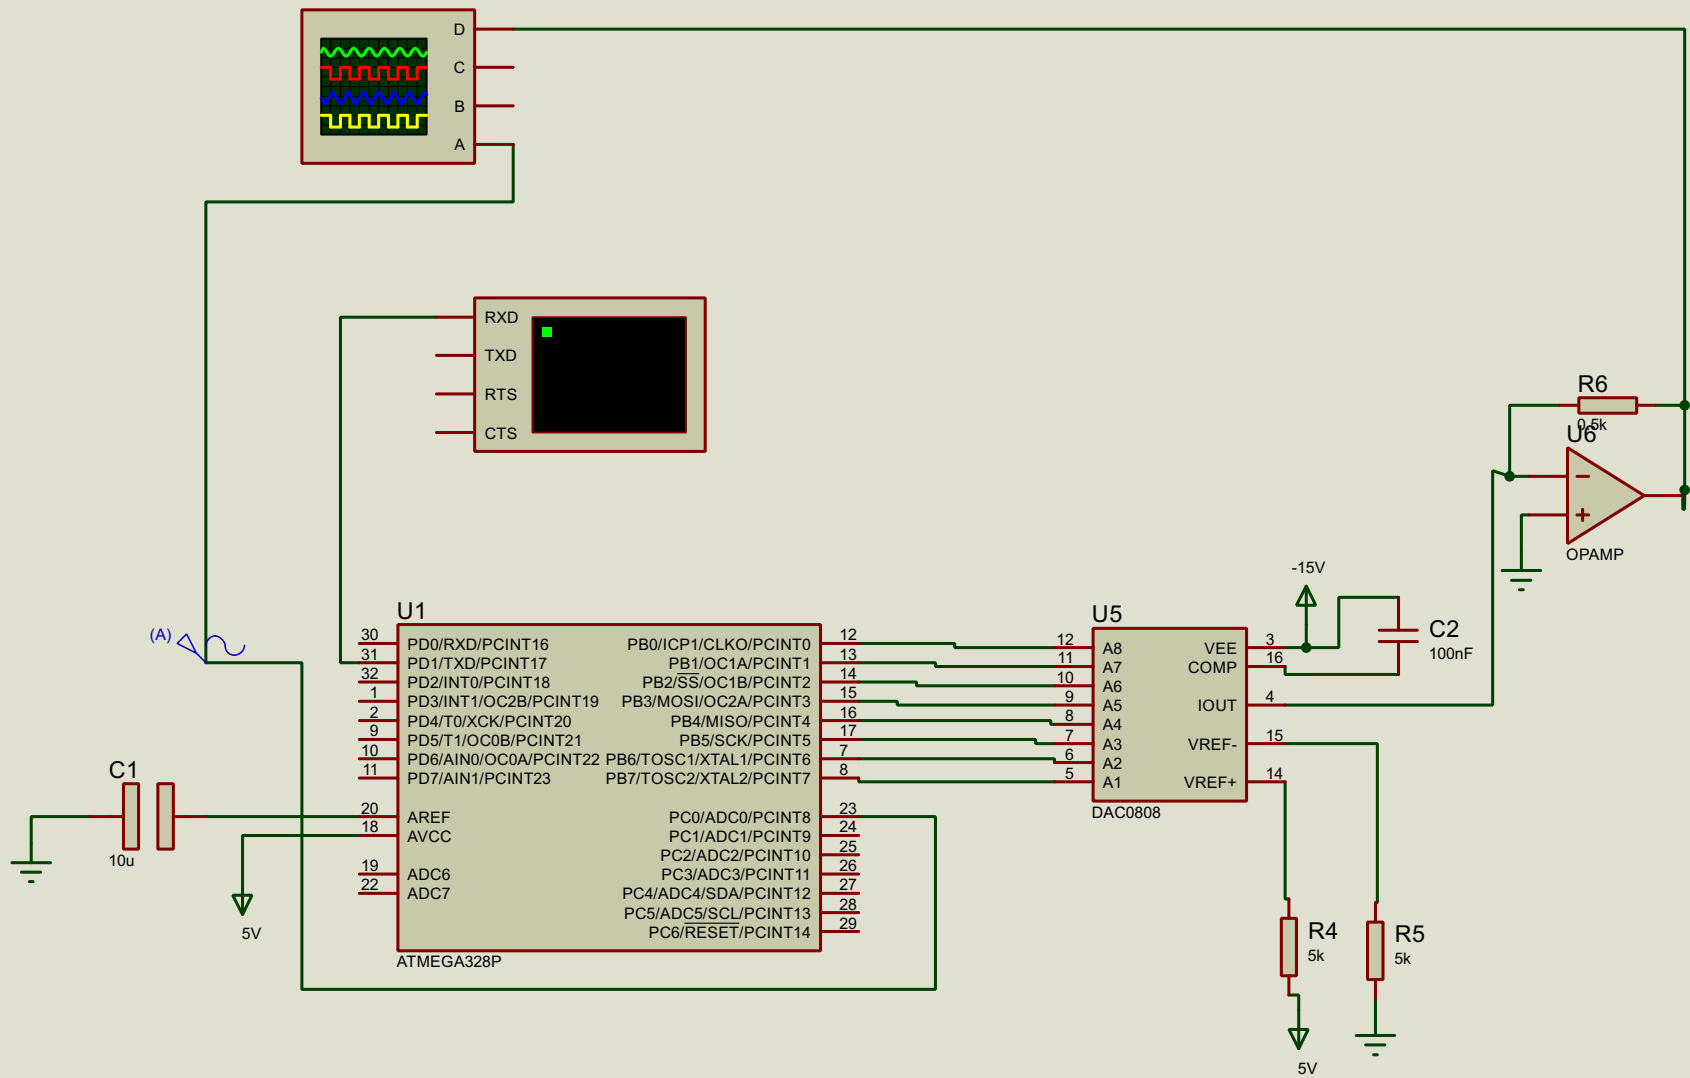 D
C
B
A
RXD
TXD
RTS
CTS
R6
0.5k
U6
OPAMP
-15V
(A)
U1
30 PD0/RXD/PCINT16
31 PD1/TXD/PCINT17
32 PD2/INT0/PCINT18
1 PD3/INT1/OC2B/PCINT19
2 PD4/T0/XCK/PCINT20
9 PD5/T1/OC0B/PCINT21
10 PD6/AIN0/OC0A/PCINT22
11 PD7/AIN1/PCINT23
20 AREF
18 AVCC
19 ADC6
22 ADC7
PB0/ICP1/CLKO/PCINT0 12
PB1/OC1A/PCINT1 13
PB2/SS/OC1B/PCINT2 14
PB3/MOSI/OC2A/PCINT3 15
PB4/MISO/PCINT4 16
PB5/SCK/PCINT5 17
PB6/TOSC1/XTAL1/PCINT6 7
PB7/TOSC2/XTAL2/PCINT7 8
PC0/ADC0/PCINT8 23
PC1/ADC1/PCINT9 24
PC2/ADC2/PCINT10 25
PC3/ADC3/PCINT11 26
PC4/ADC4/SDA/PCINT12 27
PC5/ADC5/SCL/PCINT13 28
PC6/RESET/PCINT14 29
ATMEGA328P
C1
10u
5V
U5
12 A8
11 A7
10 A6
9 A5
8 A4
7 A3
6 A2
5 A1
VEE 3
COMP 16
IOUT 4
VREF- 15
VREF+ 14
DAC0808
C2
100nF
R4
5k
R5
5k
5V